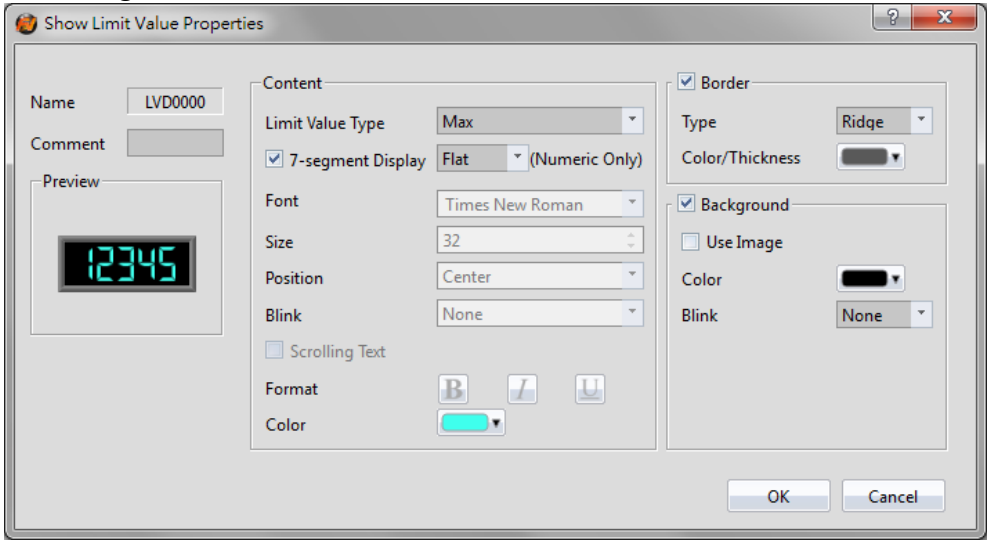 Show Limit Value Properties
?
X
Name LVD0000
Comment
Preview
12345
Content
Limit Value Type Max
7-segment Display Flat (Numeric Only)
Font Times New Roman
Size 32
Position Center
Blink None
Scrolling Text
Format B I U
Color
Border
Type Ridge
Color/Thickness
Background
Use Image
Color
Blink None
OK Cancel